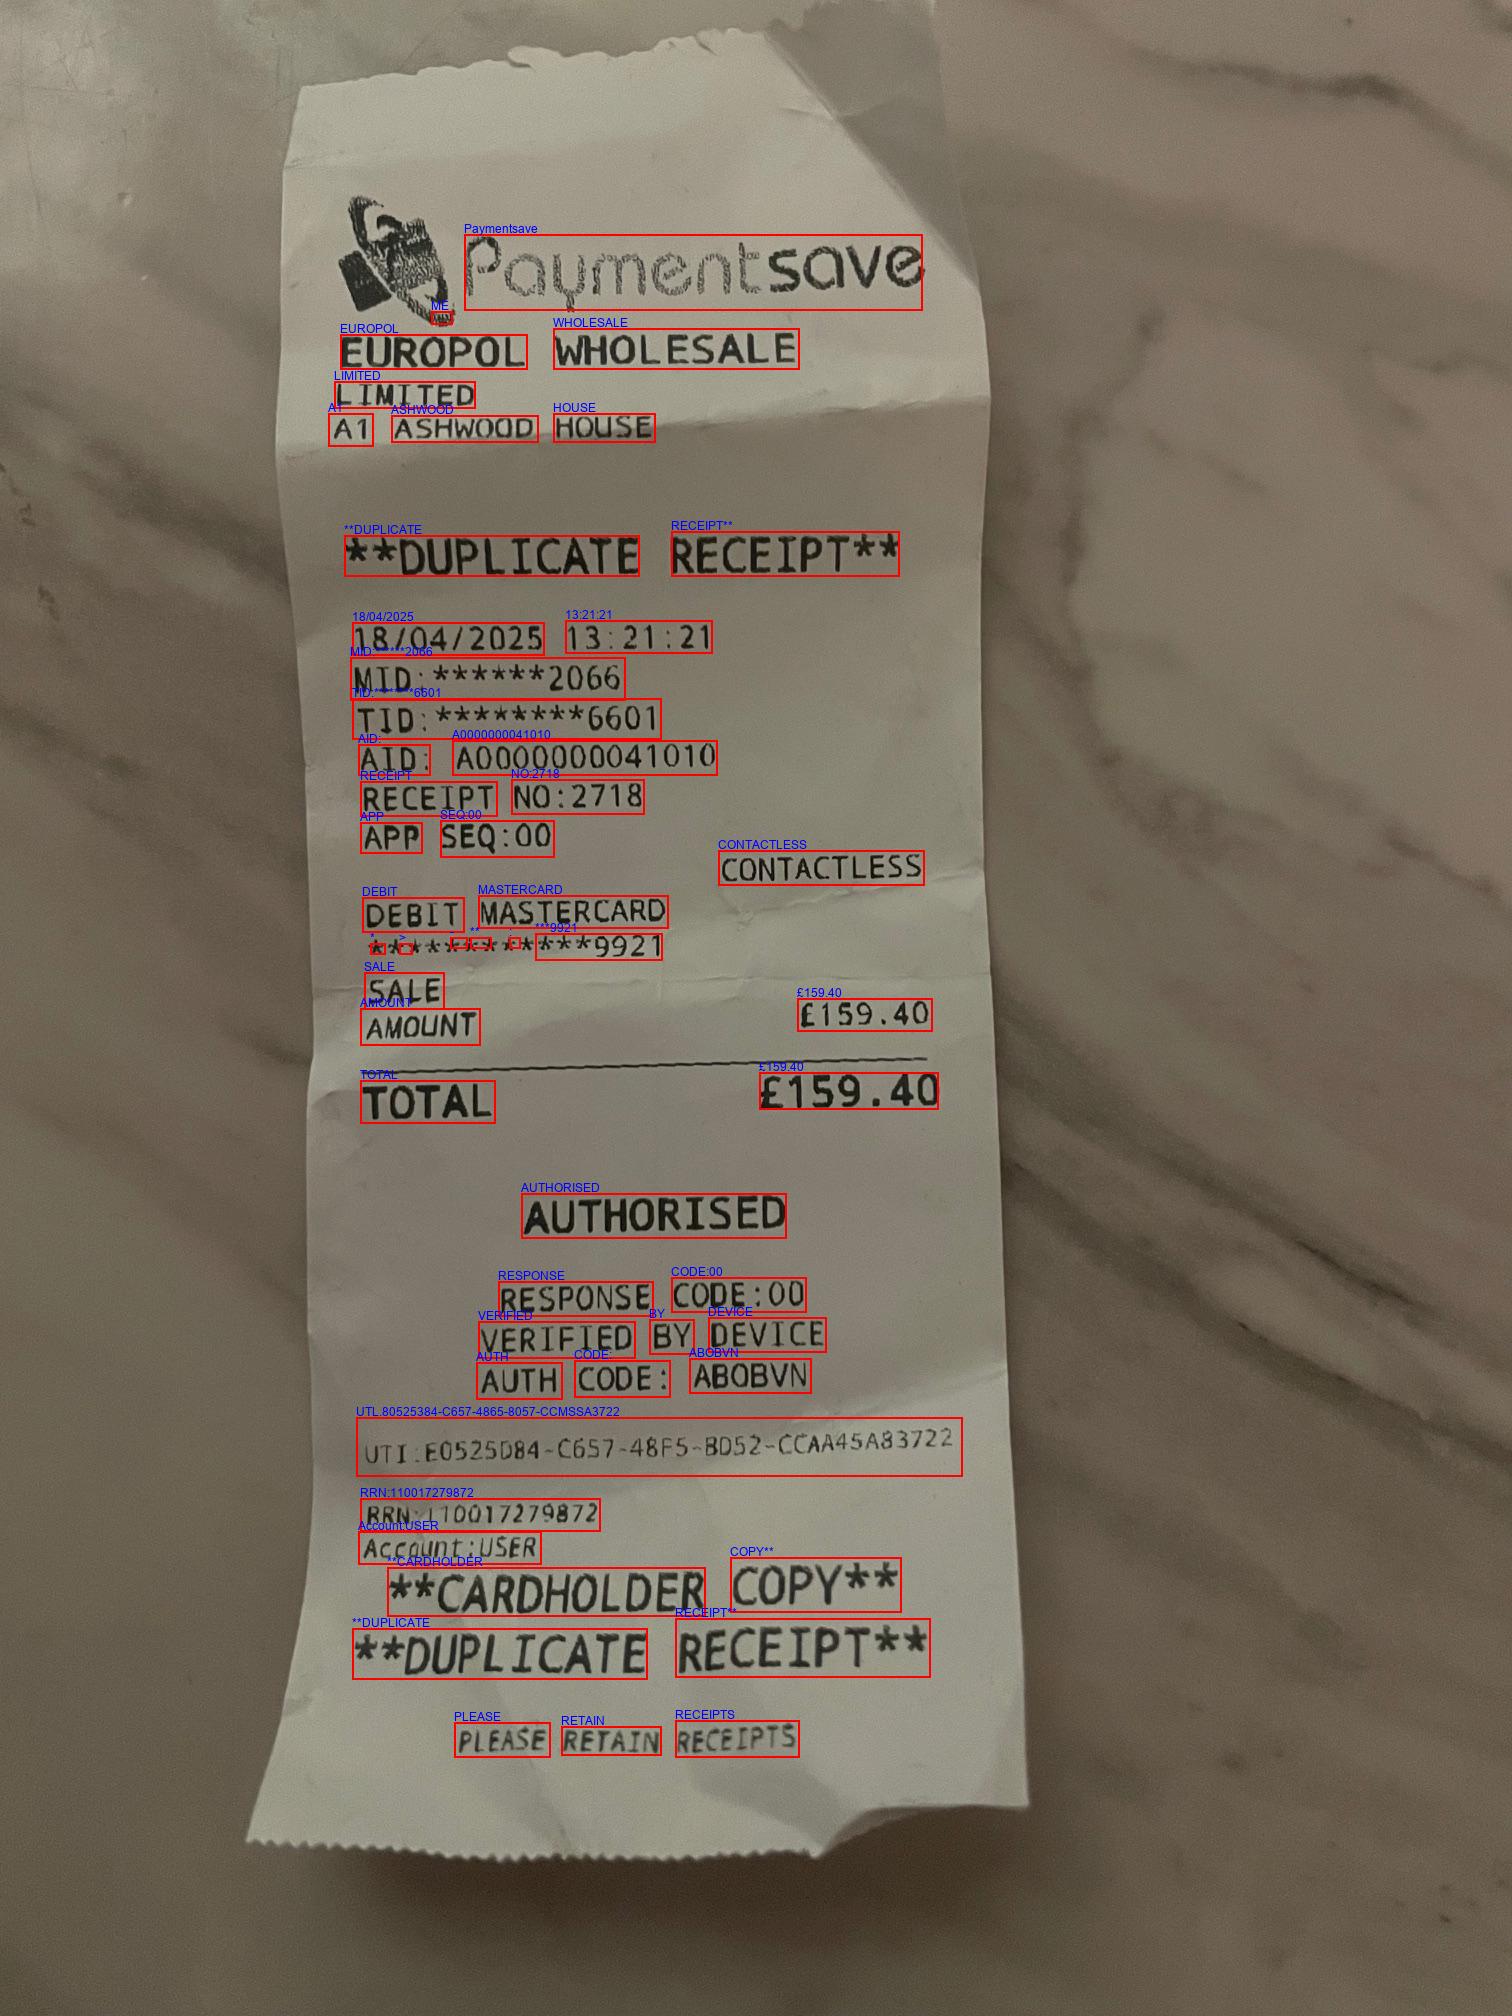 Paymentsave
EUROPOL WHOLESALE
LIMITED
A1 ASHWOOD HOUSE
**DUPLICATE RECEIPT**
18/04/2025 13:21:21
MID:******2066
TID:********6601
AID: A0000000041010
RECEIPT NO:2718
APP SEQ:00
CONTACTLESS
DEBIT MASTERCARD
************9921
SALE
AMOUNT £159.40
TOTAL £159.40
AUTHORISED
RESPONSE CODE:00
VERIFIED BY DEVICE
AUTH CODE: ABOBVN
UTI:E0525D84-C657-48F5-BD52-CCAA45A83722
RRN:110017279872
Account:USER
**CARDHOLDER COPY**
**DUPLICATE RECEIPT**
PLEASE RETAIN RECEIPTS